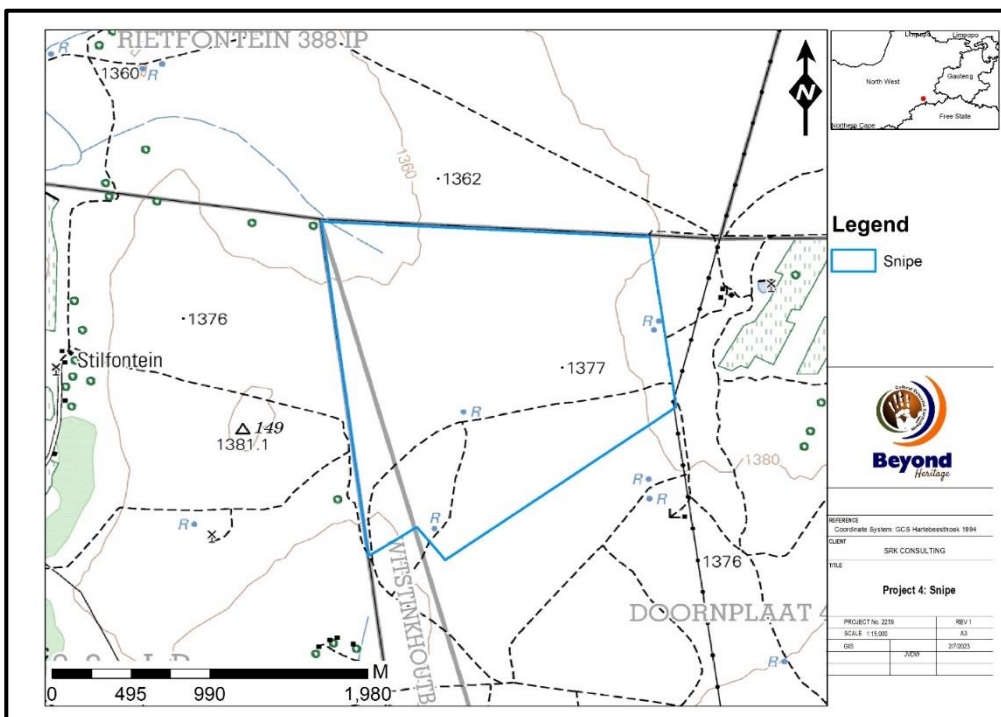 RIETFONTEIN 388 IP
1360
R
1360
1362
N
1376
Stilfontein
149
1381.1
1377
R
R
R
R
R
R
1380
1376
WITSTINKHOUTB
DOORNPLAAT 4
R
M
0 495 990 1,980
Limpopo
Limpopo
North West
Gauteng
Free State
Northern Cape
Legend
Snipe
Beyond
Heritage
REFERENCE
Coordinate System: GCS Hartebeesthoek 1994
CLIENT
SRK CONSULTING
TITLE
Project 4: Snipe
PROJECT No. 2239 REV 1
SCALE 1:15,000 A3
GIS 2/7/2023
JVDW